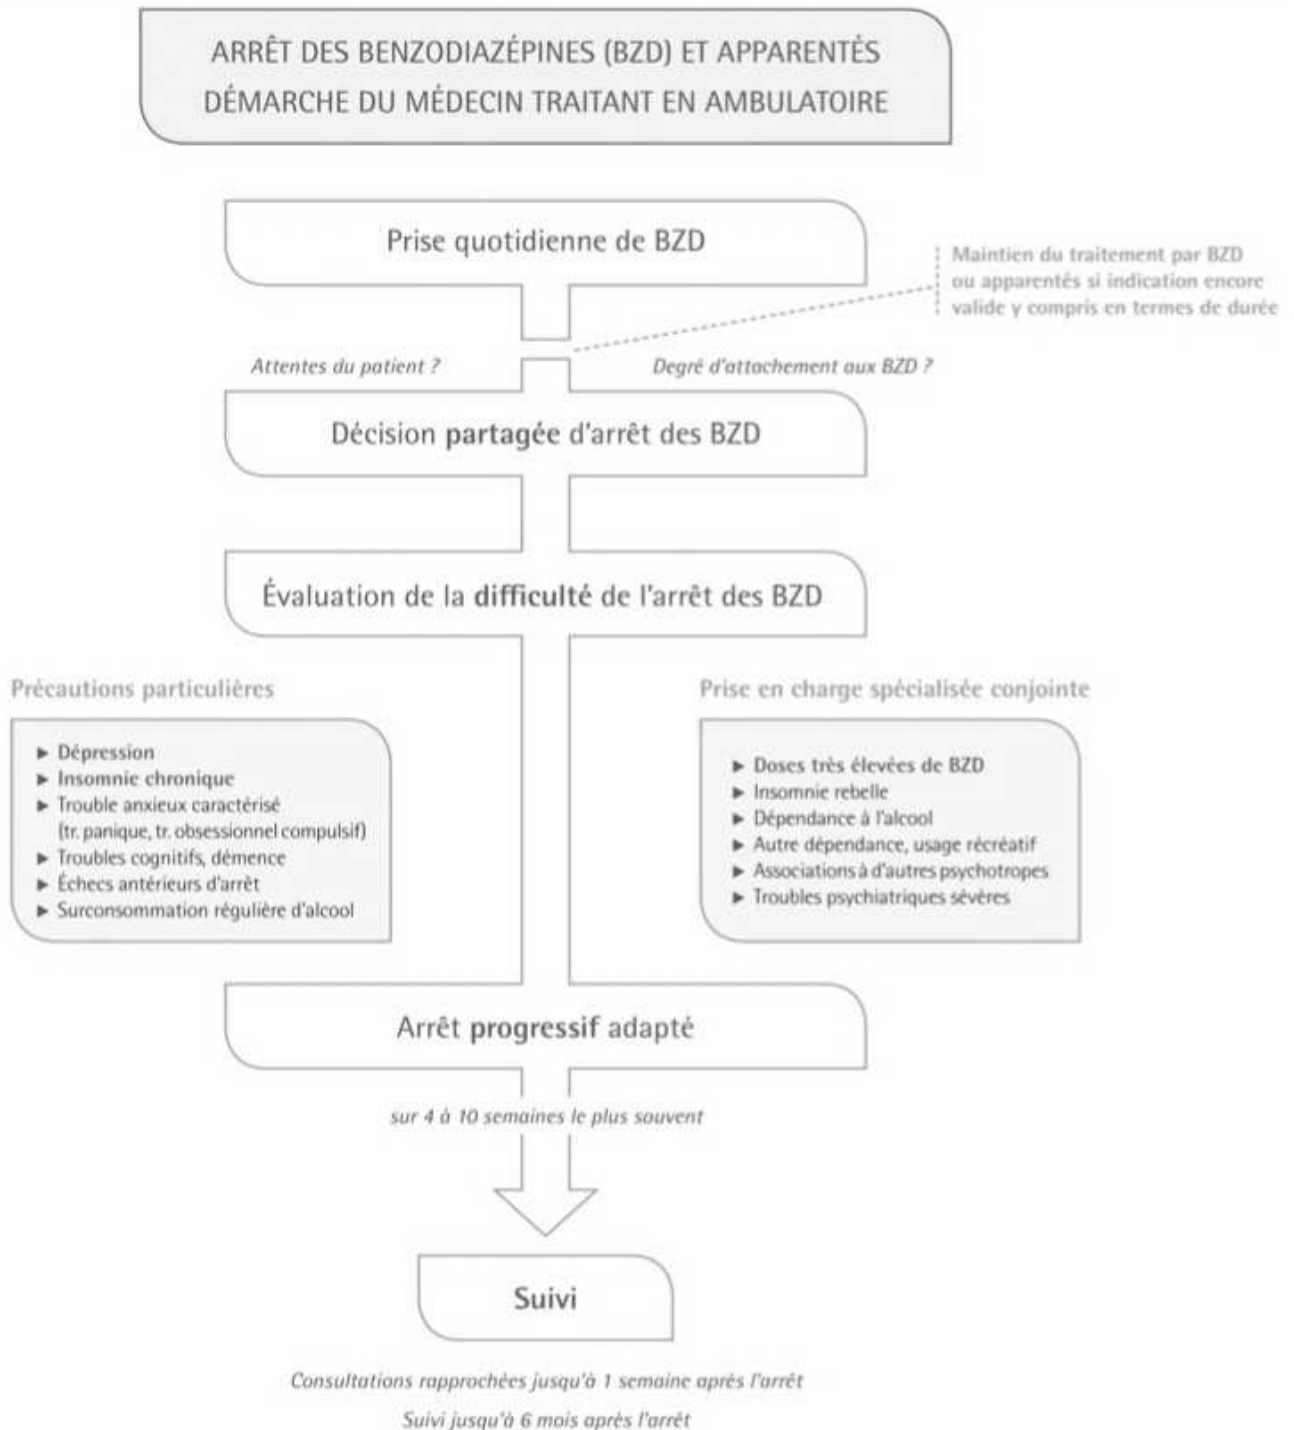 ARRÊT DES BENZODIAZÉPINES (BZD) ET APPARENTÉS
DÉMARCHE DU MÉDECIN TRAITANT EN AMBULATOIRE
Prise quotidienne de BZD
Maintien du traitement par BZD
ou apparentés si indication encore
valide y compris en termes de durée
Attentes du patient ?
Degré d'attachement aux BZD ?
Décision partagée d'arrêt des BZD
Évaluation de la difficulté de l'arrêt des BZD
Précautions particulières
► Dépression
► Insomnie chronique
► Trouble anxieux caractérisé
(tr. panique, tr. obsessionnel compulsif)
► Troubles cognitifs, démence
► Échecs antérieurs d'arrêt
► Surconsommation régulière d'alcool
Prise en charge spécialisée conjointe
► Doses très élevées de BZD
► Insomnie rebelle
► Dépendance à l'alcool
► Autre dépendance, usage récréatif
► Associations à d'autres psychotropes
► Troubles psychiatriques sévères
Arrêt progressif adapté
sur 4 à 10 semaines le plus souvent
Suivi
Consultations rapprochées jusqu'à 1 semaine après l'arrêt
Suivi jusqu'à 6 mois après l'arrêt